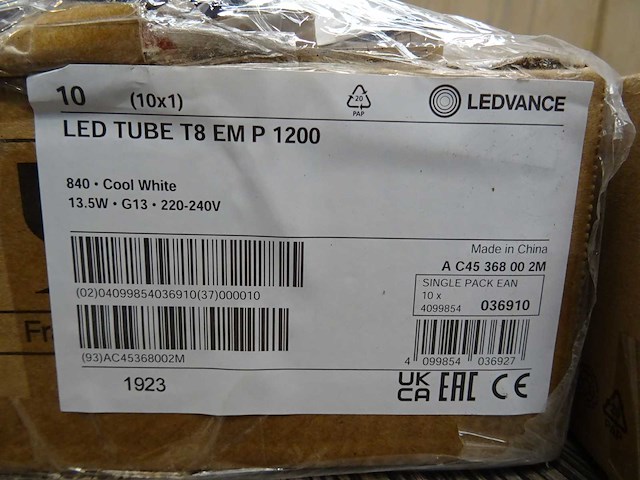 10 (10x1)
20
PAP
LEDVANCE
LED TUBE T8 EM P 1200
840 • Cool White
13.5W • G13 • 220-240V
Made in China
A C45 368 00 2M
(02)04099854036910(37)000010
SINGLE PACK EAN
10 x
4099854 036910
(93)AC45368002M
4 099854 036927
1923
UK
CA EAC CE
Fr